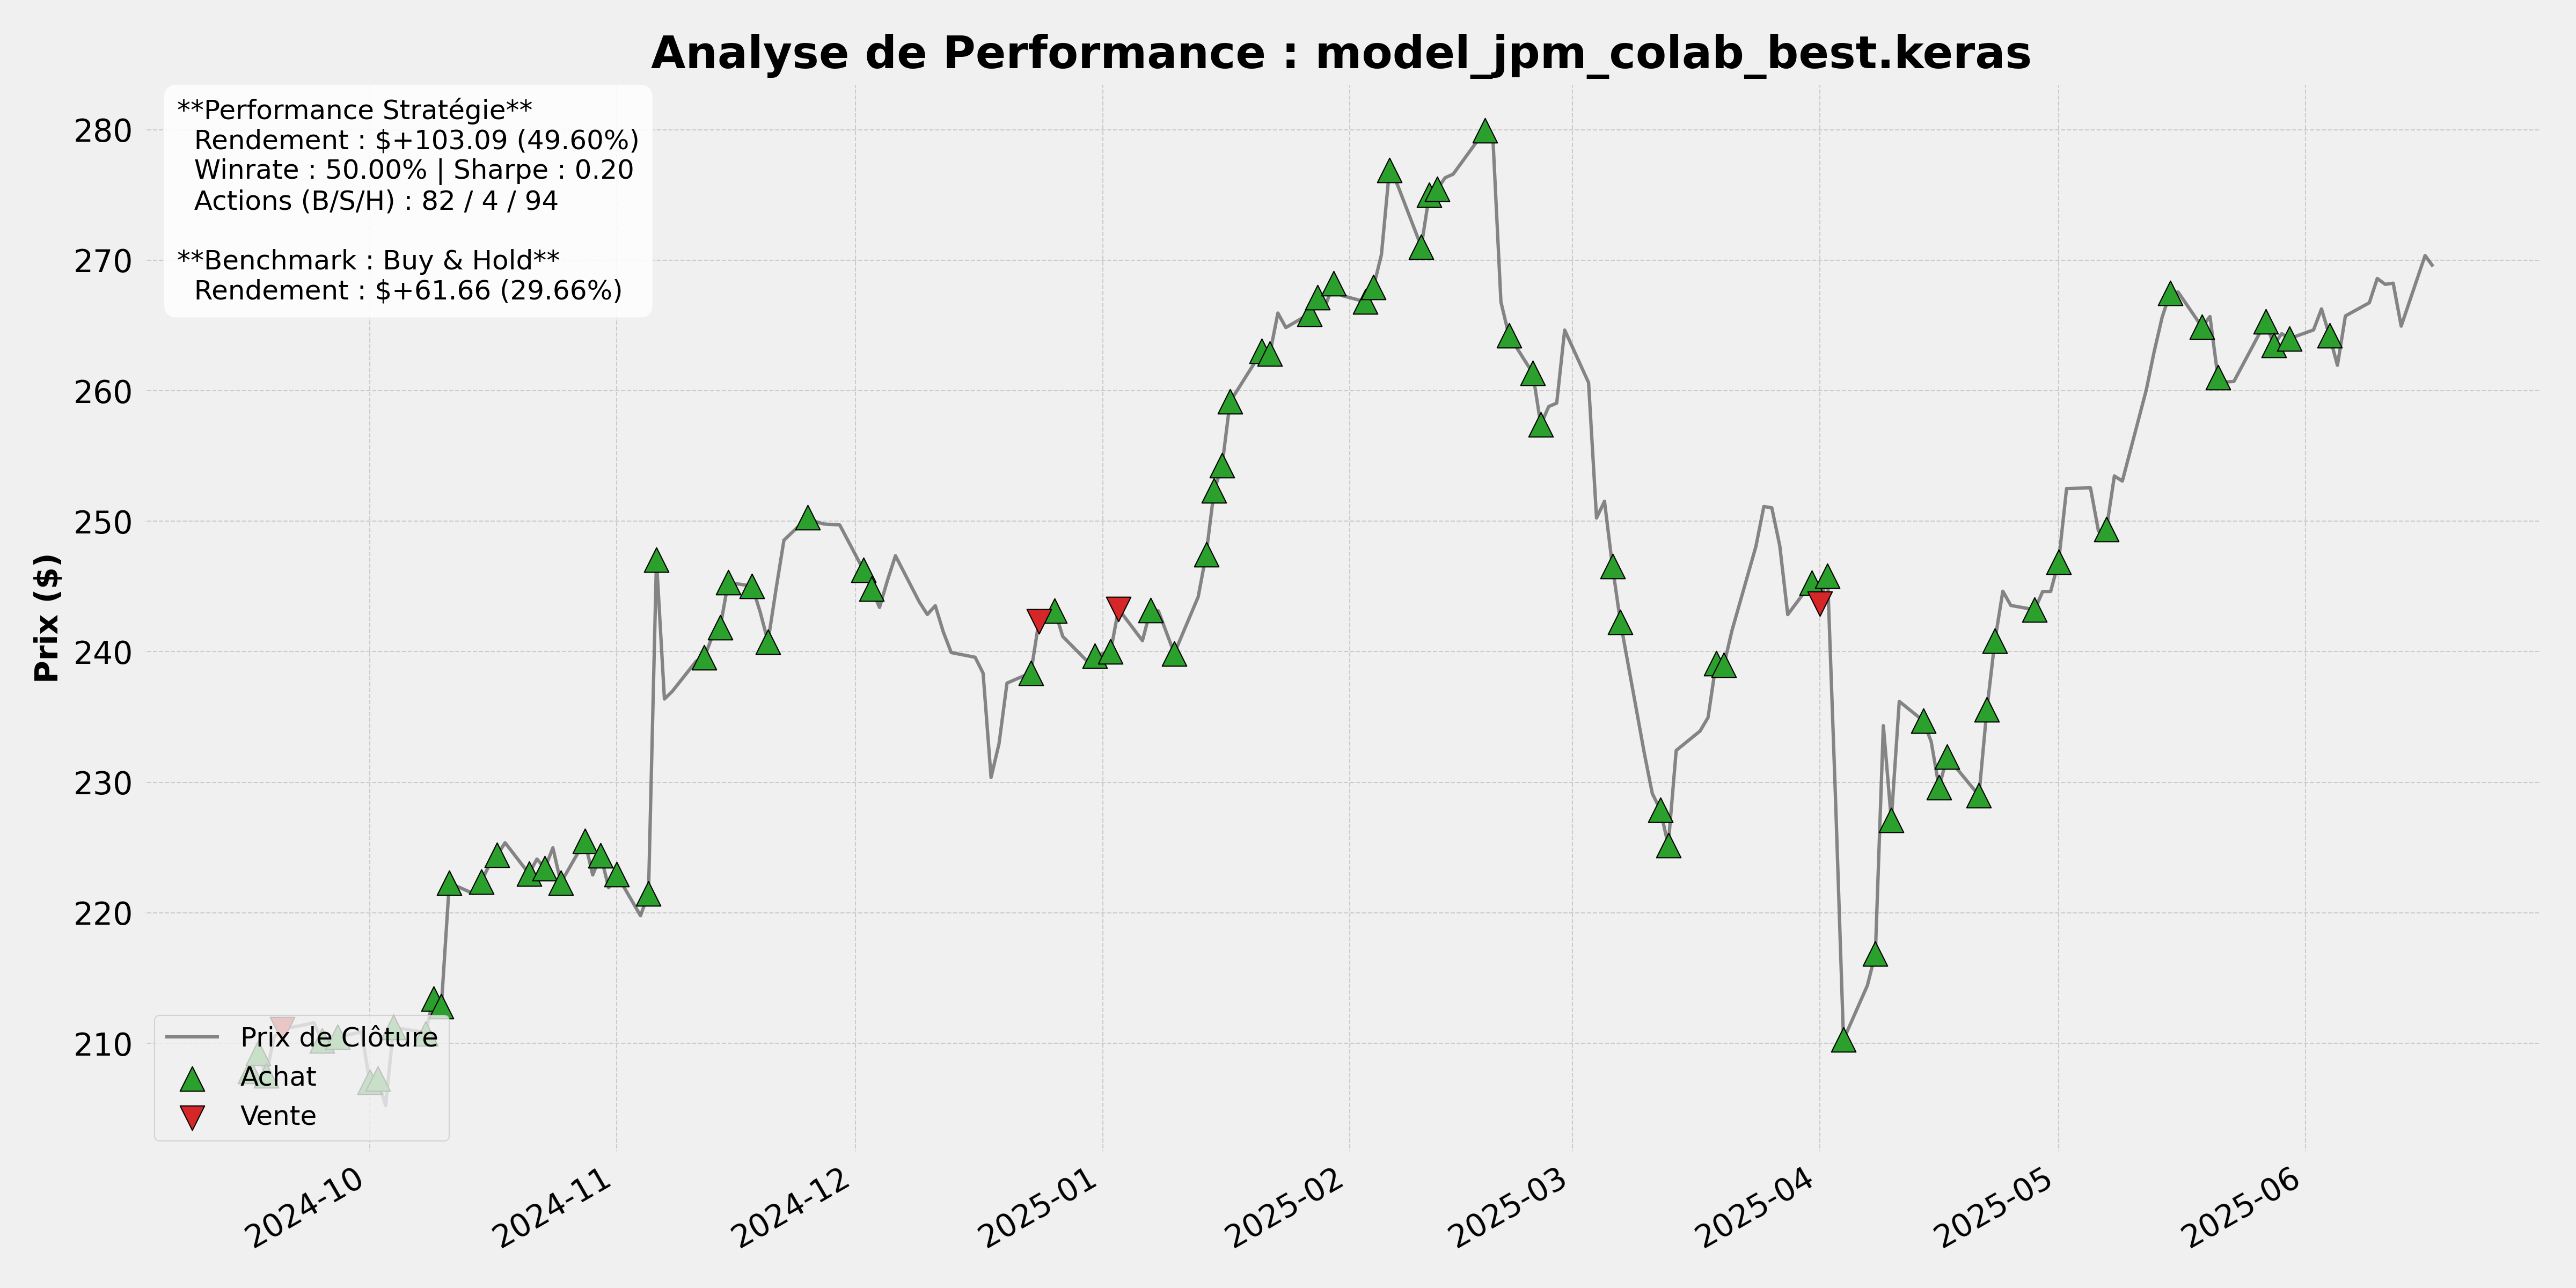 Analyse de Performance : model_jpm_colab_best.keras
**Performance Stratégie**
Rendement : $+103.09 (49.60%)
Winrate : 50.00% | Sharpe : 0.20
Actions (B/S/H) : 82 / 4 / 94
**Benchmark : Buy & Hold**
Rendement : $+61.66 (29.66%)
Prix ($)
280
270
260
250
240
230
220
210
Prix de Clôture
Achat
Vente
2024-10
2024-11
2024-12
2025-01
2025-02
2025-03
2025-04
2025-05
2025-06